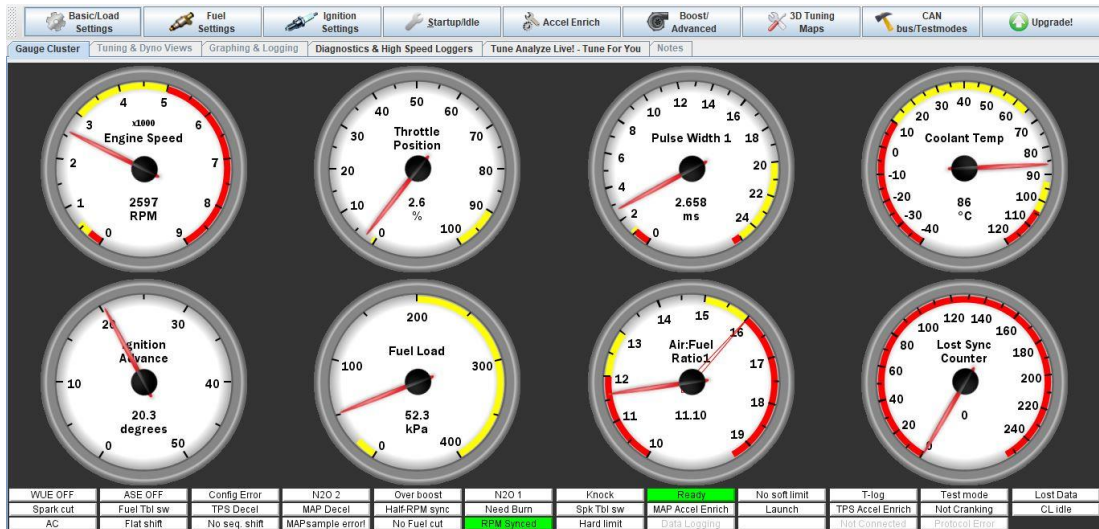 Basic/Load Settings
Fuel Settings
Ignition Settings
Startup/Idle
Accel Enrich
Boost/ Advanced
3D Tuning Maps
CAN bus/Testmodes
Upgrade!
Gauge Cluster
Tuning & Dyno Views
Graphing & Logging
Diagnostics & High Speed Loggers
Tune Analyze Live! - Tune For You
Notes
0 1 2 3 4 5 6 7 8 9
x1000
Engine Speed
2597
RPM
0 10 20 30 40 50 60 70 80 90 100
Throttle
Position
2.6
%
0 2 4 6 8 10 12 14 16 18 20 22 24
Pulse Width 1
2.658
ms
-40 -30 -20 -10 0 10 20 30 40 50 60 70 80 90 100 110 120
Coolant Temp
86
°C
0 10 20 30 40 50
Ignition
Advance
20.3
degrees
0 100 200 300 400
Fuel Load
52.3
kPa
10 11 12 13 14 15 16 17 18 19
Air:Fuel
Ratio1
11.10
0 20 40 60 80 100 120 140 160 180 200 220 240
Lost Sync
Counter
0
WUE OFF ASE OFF Config Error N2O 2 Over boost N2O 1 Knock Ready No soft limit T-log Test mode Lost Data
Spark cut Fuel Tbl sw TPS Decel MAP Decel Half-RPM sync Need Burn Spk Tbl sw MAP Accel Enrich Launch TPS Accel Enrich Not Cranking CL idle
AC Flat shift No seq. shift MAPsample error! No Fuel cut RPM Synced Hard limit Data Logging Not Connected Protocol Error